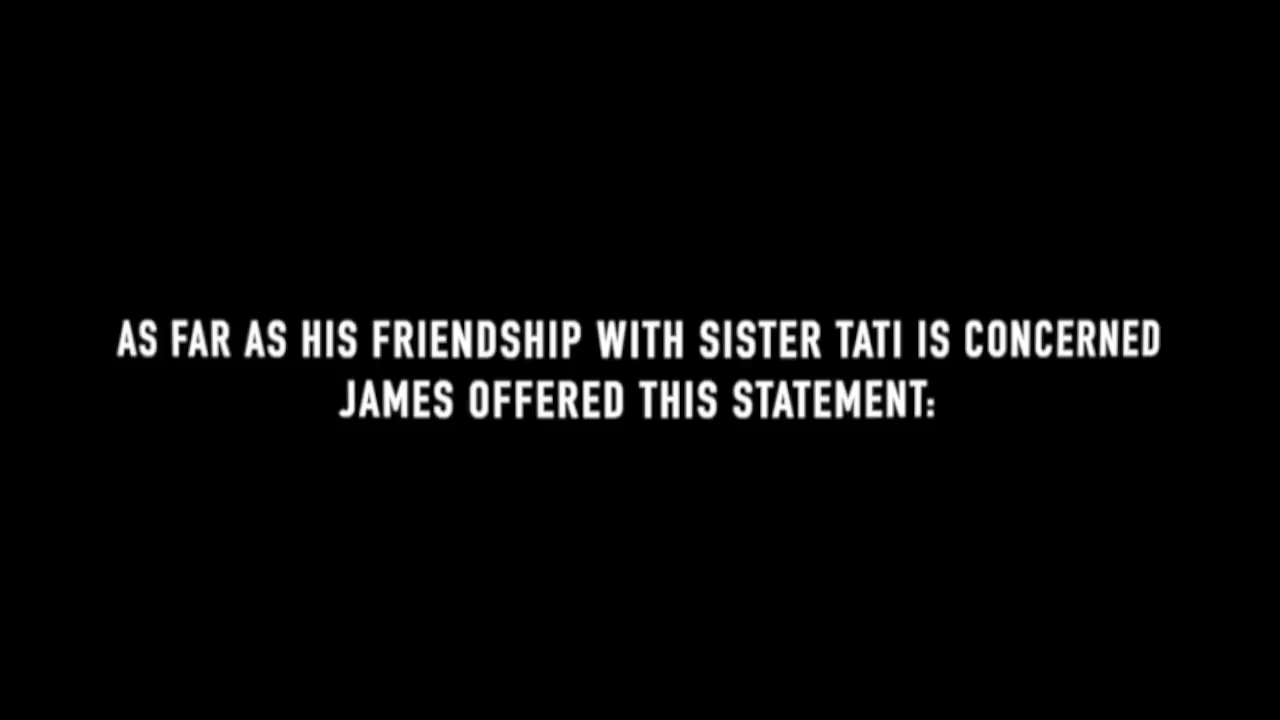 AS FAR AS HIS FRIENDSHIP WITH SISTER TATI IS CONCERNED
JAMES OFFERED THIS STATEMENT: